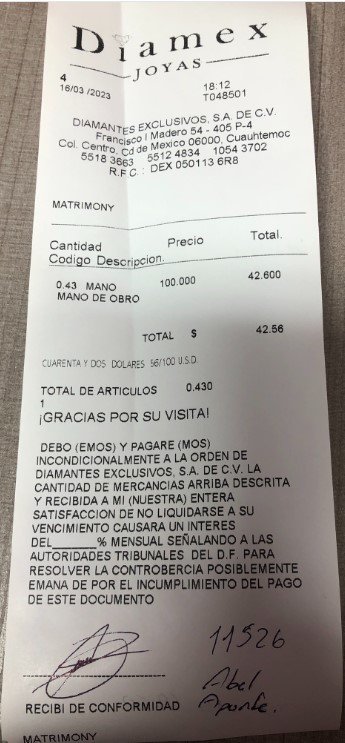 Diamex
JOYAS
4
16/03 /2023 18:12
T048501
DIAMANTES EXCLUSIVOS, S.A. DE C.V.
Francisco I Madero 54 - 405 P-4
Col. Centro, Cd de Mexico 06000, Cuauhtemoc
5518 3663 5512 4834 1054 3702
R.F.C.: DEX 050113 6R8
MATRIMONY
Cantidad Precio Total.
Codigo Descripcion.
0.43 MANO 100.000 42.600
MANO DE OBRO
TOTAL $ 42.56
CUARENTA Y DOS DOLARES 56/100 U.S.D.
TOTAL DE ARTICULOS 0.430
1
¡GRACIAS POR SU VISITA!
DEBO (EMOS) Y PAGARE (MOS)
INCONDICIONALMENTE A LA ORDEN DE
DIAMANTES EXCLUSIVOS, S.A. DE C.V. LA
CANTIDAD DE MERCANCIAS ARRIBA DESCRITA
Y RECIBIDA A MI (NUESTRA) ENTERA
SATISFACCION DE NO LIQUIDARSE A SU
VENCIMIENTO CAUSARA UN INTERES
DEL______% MENSUAL SEÑALANDO A LAS
AUTORIDADES TRIBUNALES DEL D.F. PARA
RESOLVER LA CONTROBERCIA POSIBLEMENTE
EMANA DE POR EL INCUMPLIMIENTO DEL PAGO
DE ESTE DOCUMENTO
11526
Abel
Aponte.
RECIBI DE CONFORMIDAD
MATRIMONY